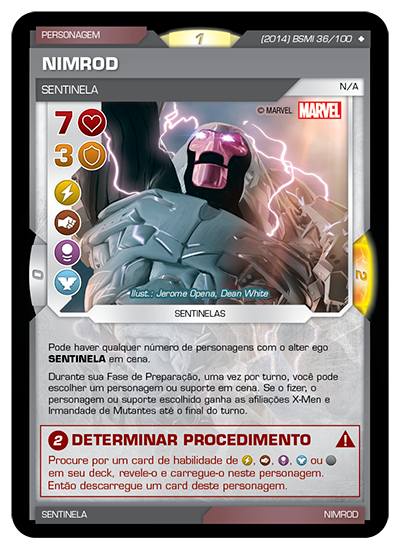 PERSONAGEM
1
(2014) BSMI 36/100
NIMROD
SENTINELA
N/A
© MARVEL MARVEL
7
3
0
2
Ilust.: Jerome Opena, Dean White
SENTINELAS
Pode haver qualquer número de personagens com o alter ego
SENTINELA em cena.
Durante sua Fase de Preparação, uma vez por turno, você pode
escolher um personagem ou suporte em cena. Se o fizer, o
personagem ou suporte escolhido ganha as afiliações X-Men e
Irmandade de Mutantes até o final do turno.
2 DETERMINAR PROCEDIMENTO
Procure por um card de habilidade de , , , ou
em seu deck, revele-o e carregue-o neste personagem.
Então descarregue um card deste personagem.
SENTINELA
NIMROD